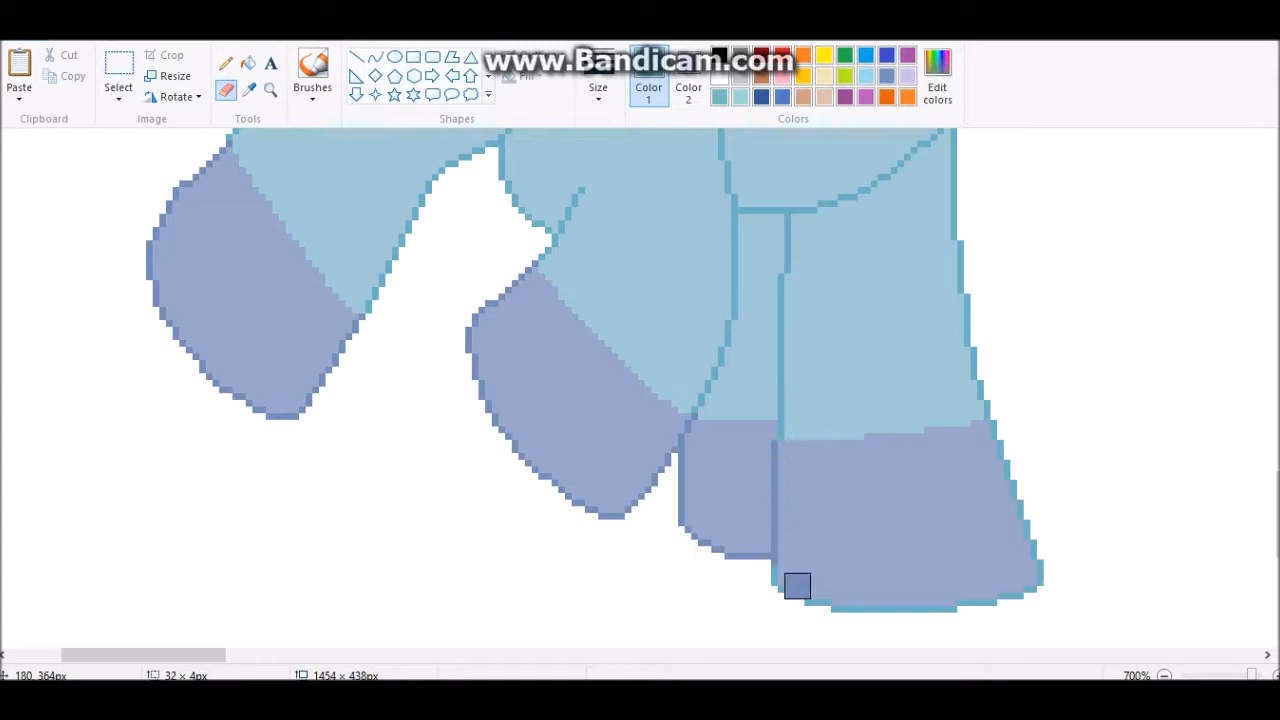 www.Bandicam.com
Paste
Cut
Copy
Clipboard
Select
Crop
Resize
Rotate
Image
A
Tools
Brushes
Fill
Shapes
Size
Color 1
Color 2
Edit colors
Colors
180, 364px
32 × 4px
1454 × 438px
700%